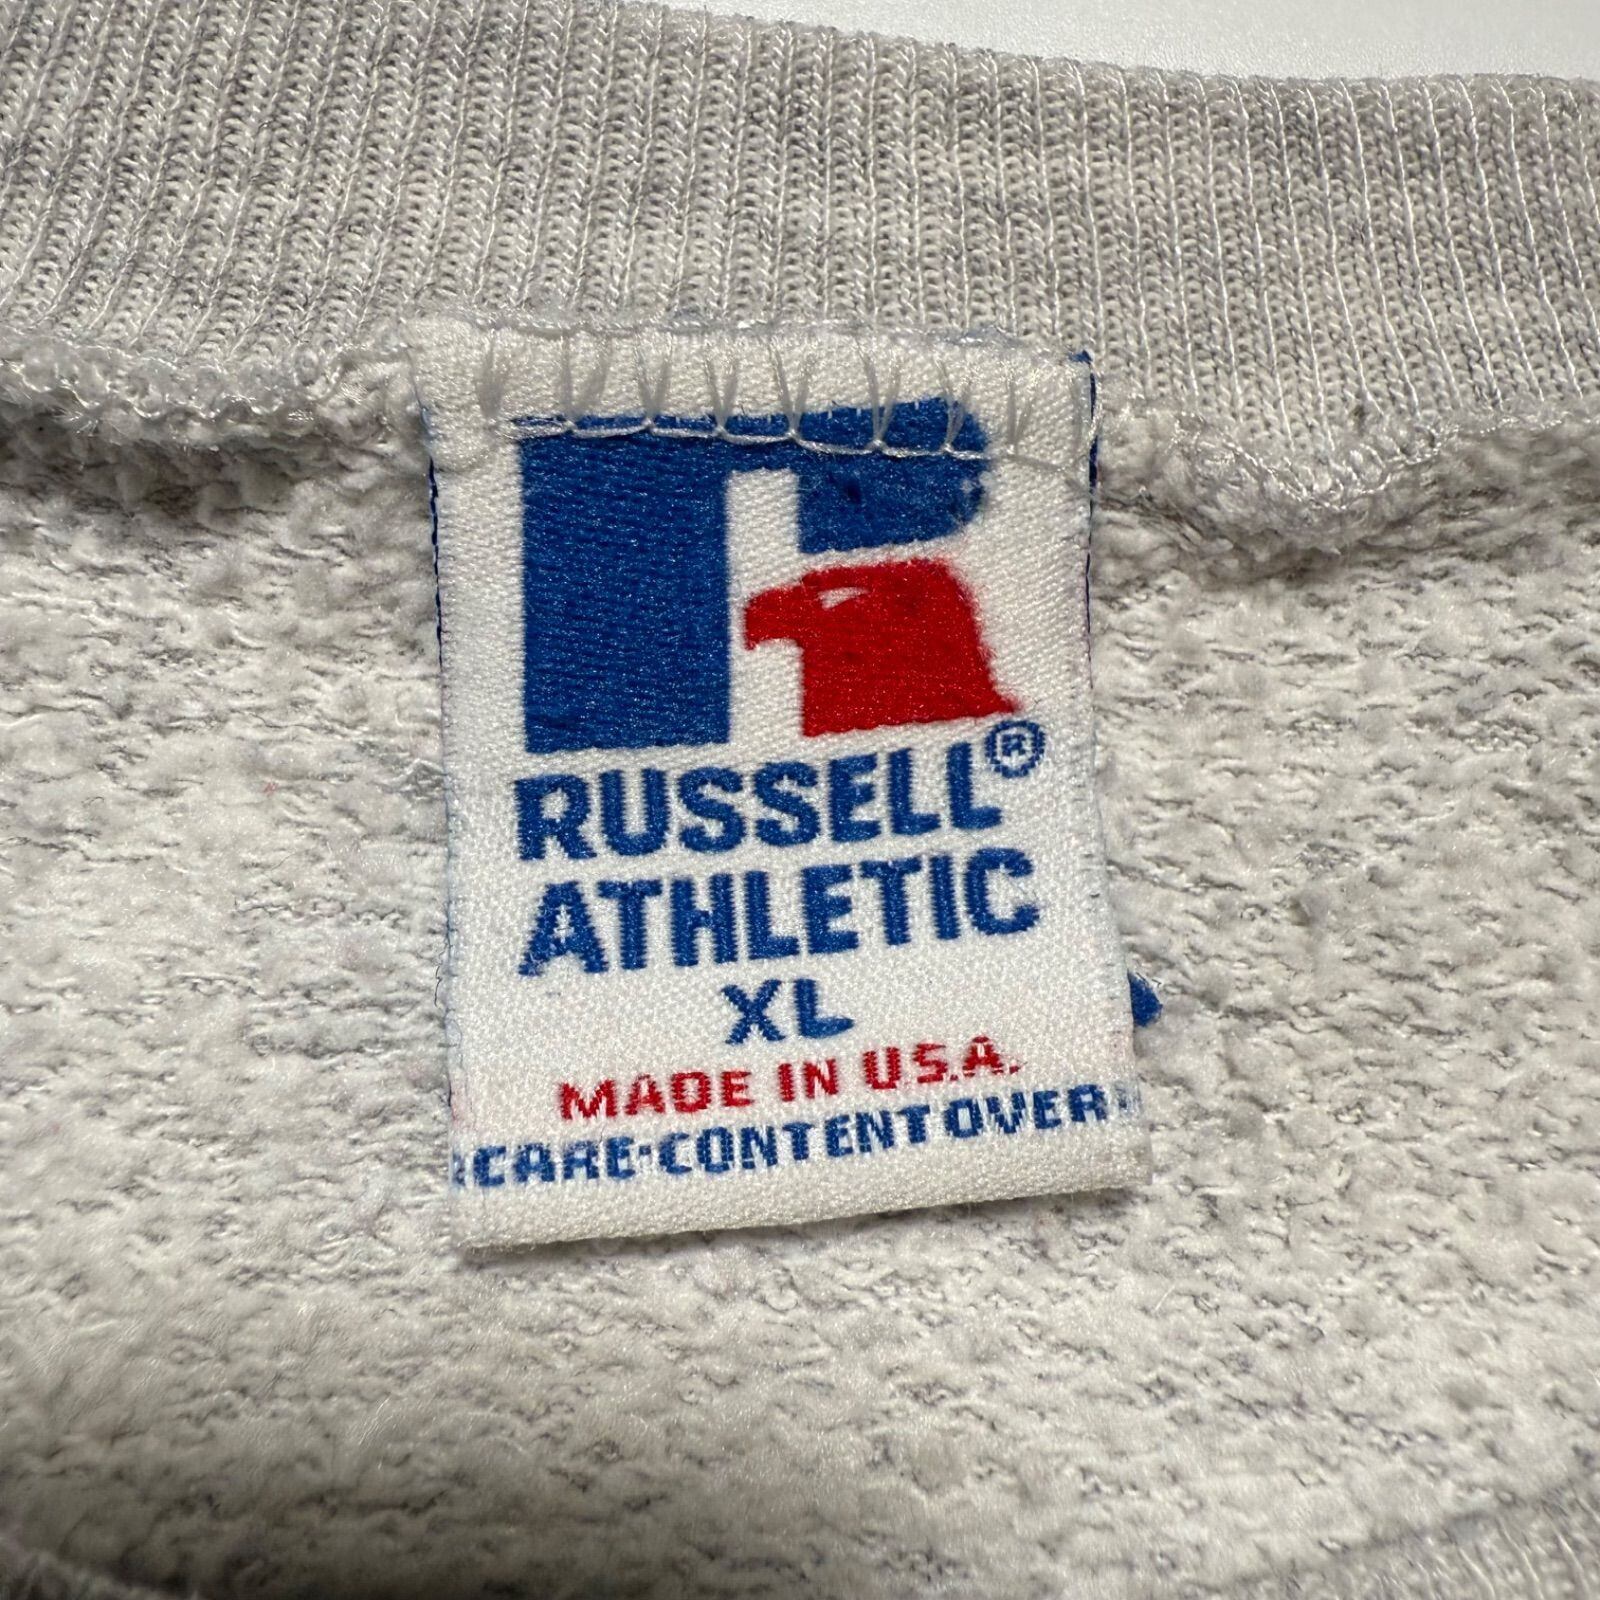 RUSSELL®
ATHLETIC
XL
MADE IN U.S.A.
CARE·CONTENT OVER